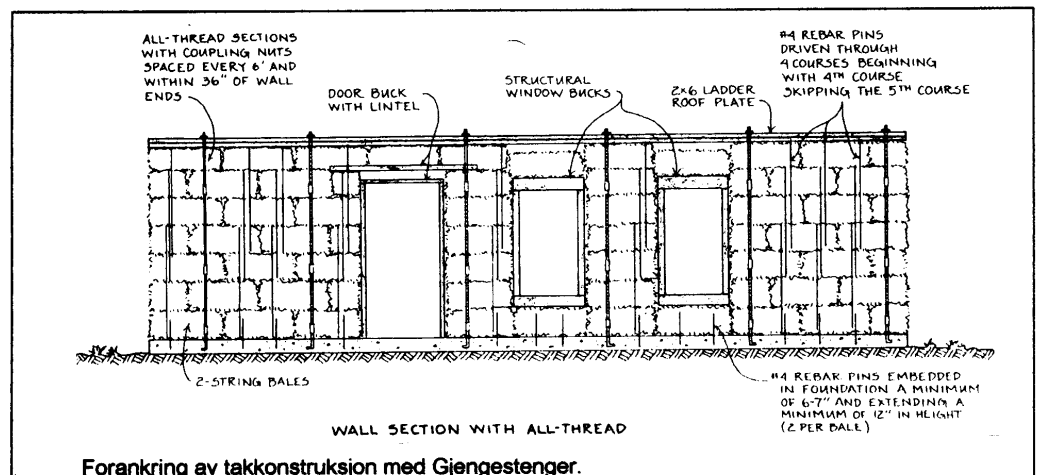 ALL-THREAD SECTIONS
WITH COUPLING NUTS
SPACED EVERY 6' AND
WITHIN 36" OF WALL
ENDS
DOOR BUCK
WITH LINTEL
STRUCTURAL
WINDOW BUCKS
2×6 LADDER
ROOF PLATE
#4 REBAR PINS
DRIVEN THROUGH
4 COURSES BEGINNING
WITH 4TH COURSE
SKIPPING THE 5TH COURSE
2-STRING BALES
#4 REBAR PINS EMBEDDED
IN FOUNDATION A MINIMUM
OF 6-7" AND EXTENDING A
MINIMUM OF 12" IN HEIGHT
(2 PER BALE)
WALL SECTION WITH ALL-THREAD
Forankring av takkonstruksjon med Gjengestenger.